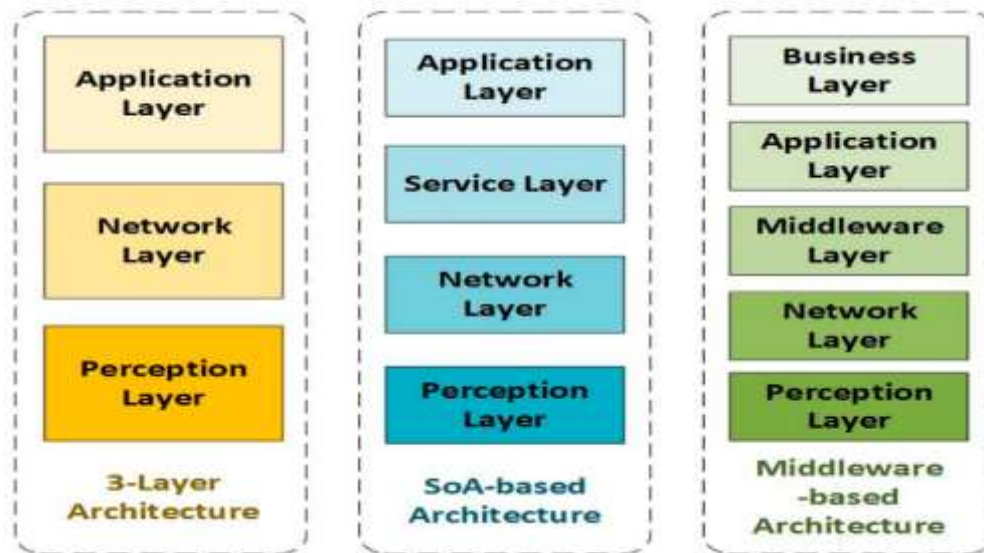 Application
Layer
Network
Layer
Perception
Layer
3-Layer
Architecture
Application
Layer
Service Layer
Network
Layer
Perception
Layer
SoA-based
Architecture
Business
Layer
Application
Layer
Middleware
Layer
Network
Layer
Perception
Layer
Middleware
-based
Architecture